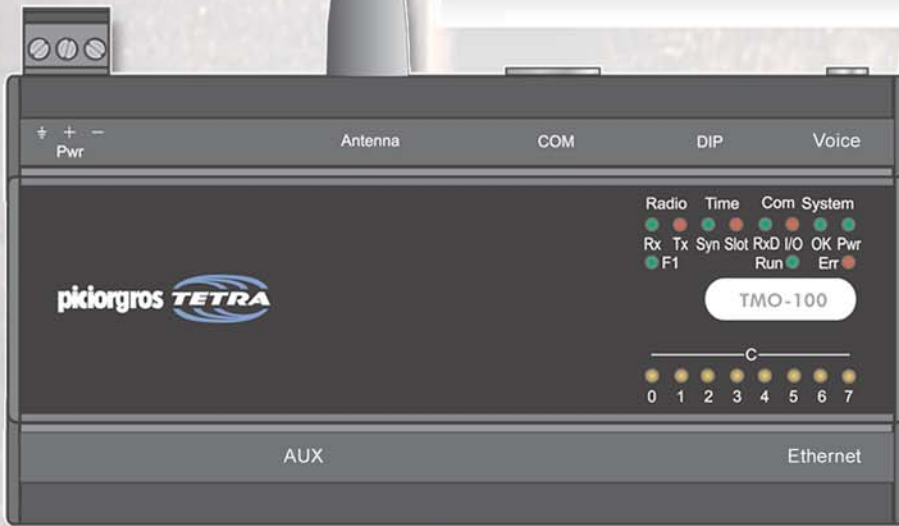 ⏚ + −
Pwr
Antenna
COM
DIP
Voice
Radio Time Com System
Rx Tx Syn Slot RxD I/O OK Pwr
F1 Run Err
piciorgros TETRA
TMO-100
C
0 1 2 3 4 5 6 7
AUX
Ethernet